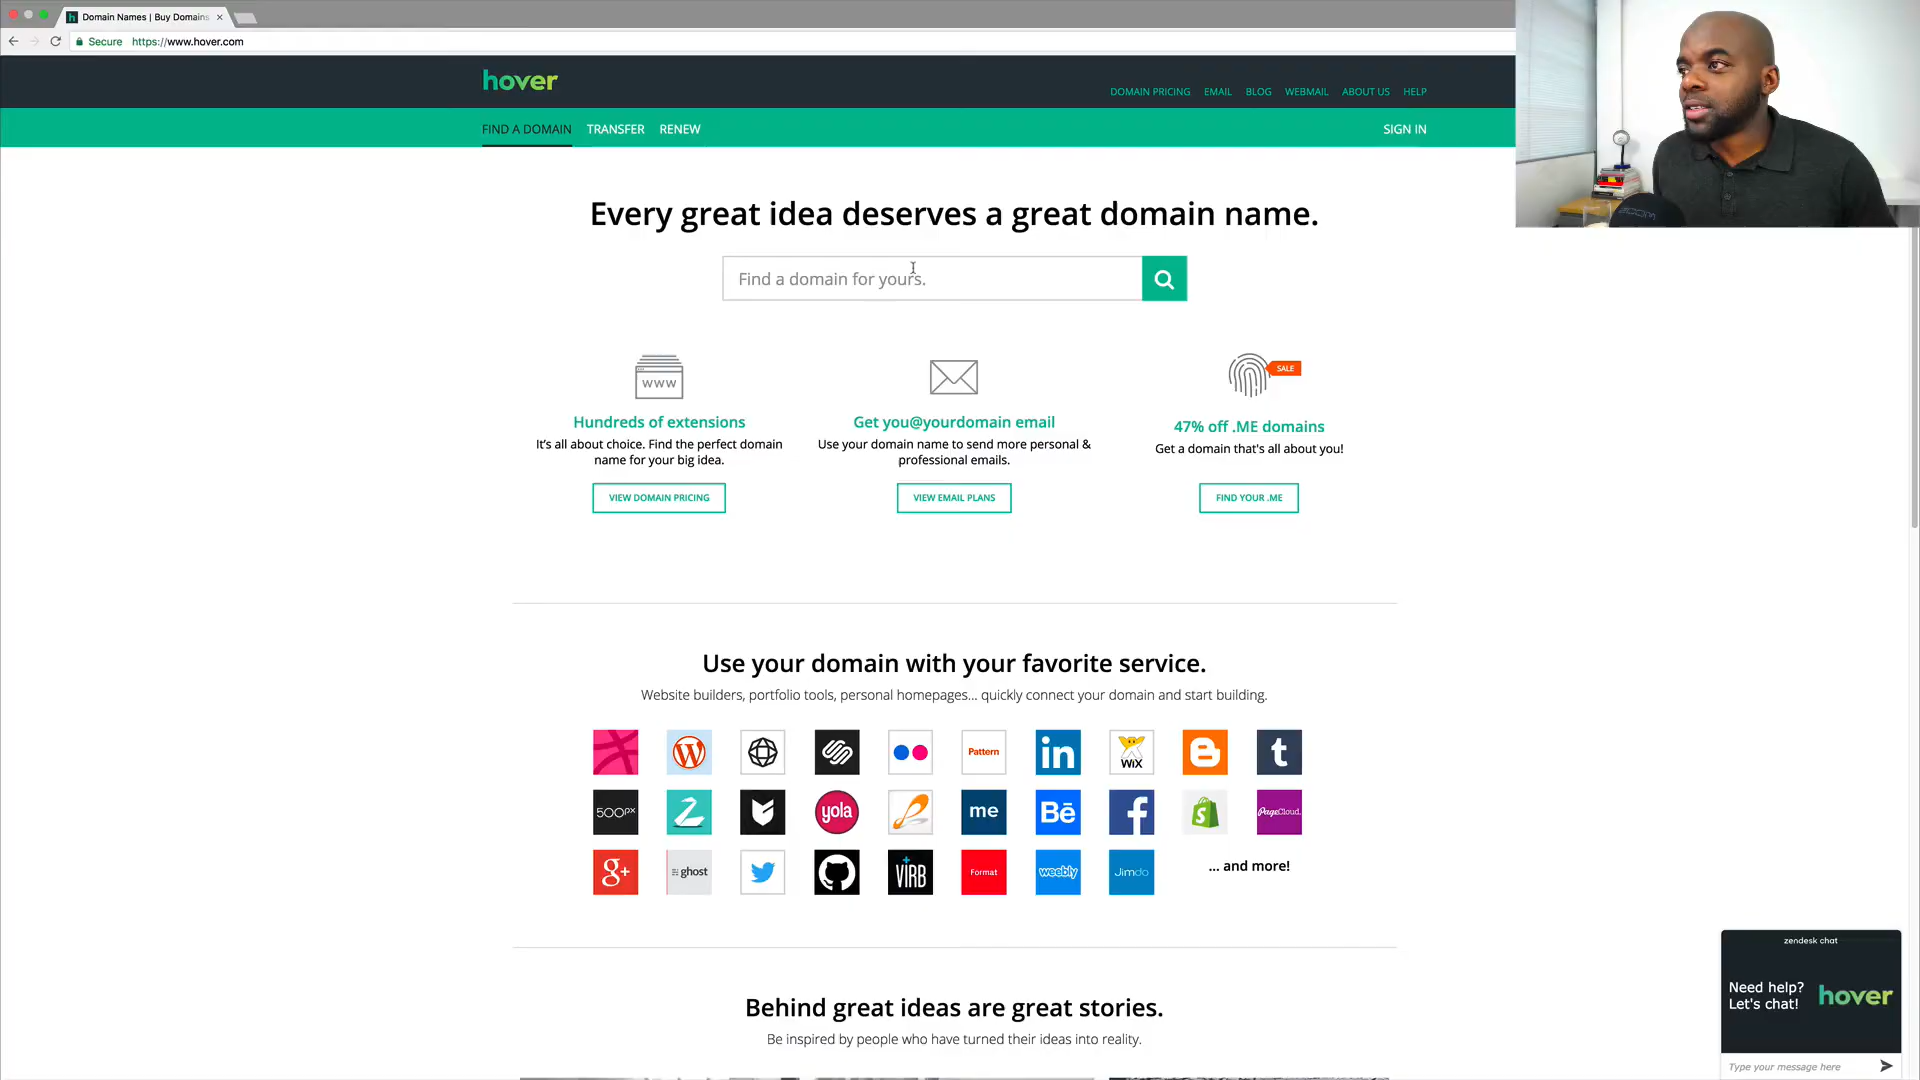 Domain Names | Buy Domains
Secure https://www.hover.com
hover
DOMAIN PRICING EMAIL BLOG WEBMAIL ABOUT US HELP
FIND A DOMAIN TRANSFER RENEW SIGN IN
Every great idea deserves a great domain name.
Find a domain for yours.
www
SALE
Hundreds of extensions
It's all about choice. Find the perfect domain
name for your big idea.
VIEW DOMAIN PRICING
Get you@yourdomain email
Use your domain name to send more personal &
professional emails.
VIEW EMAIL PLANS
47% off .ME domains
Get a domain that's all about you!
FIND YOUR .ME
Use your domain with your favorite service.
Website builders, portfolio tools, personal homepages... quickly connect your domain and start building.
Pattern in WiX t
500px yola me Bē f S PageCloud.
g+ ghost VIRB Format weebly Jimdo ... and more!
Behind great ideas are great stories.
Be inspired by people who have turned their ideas into reality.
zendesk chat
Need help?
Let's chat!
hover
Type your message here